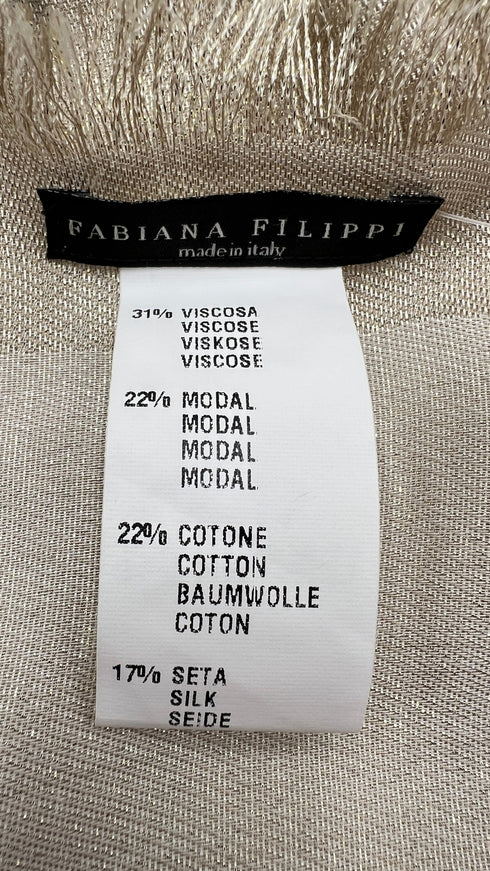 FABIANA FILIPPI
made in italy
31% VISCOSA
VISCOSE
VISKOSE
VISCOSE
22% MODAL
MODAL
MODAL
MODAL
22% COTONE
COTTON
BAUMWOLLE
COTON
17% SETA
SILK
SEIDE